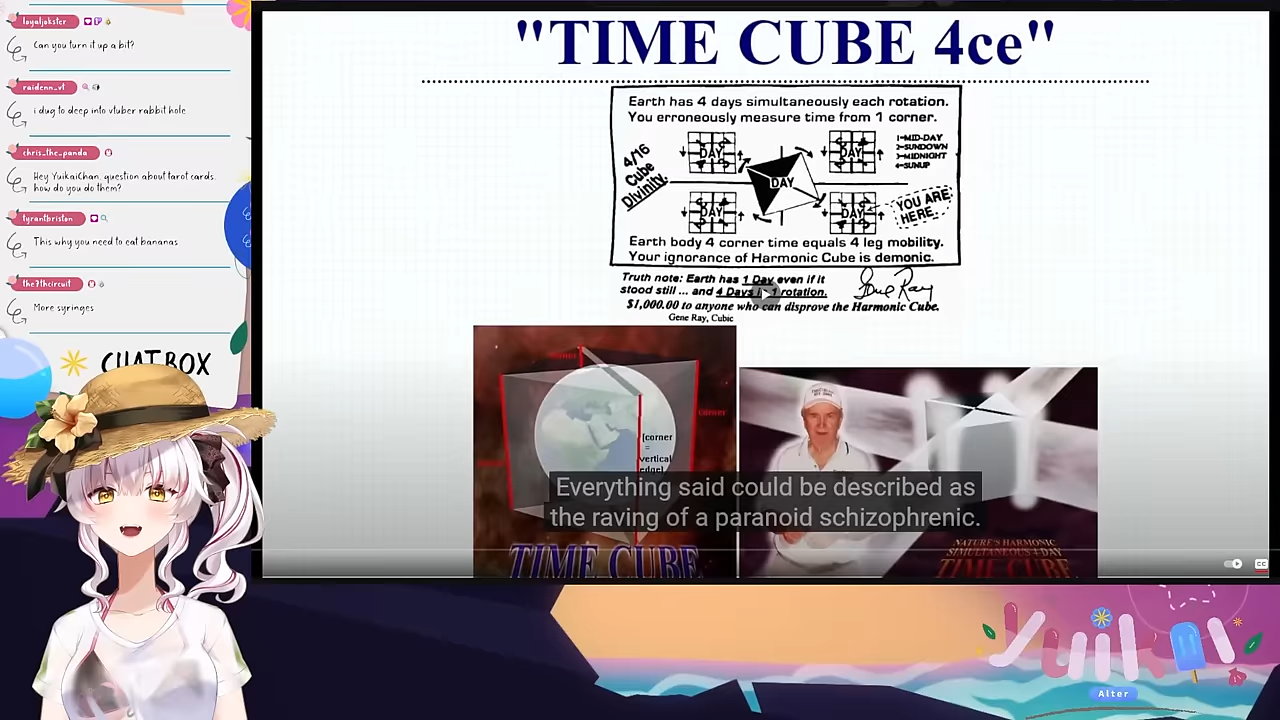 loyaljokster
Can you turn it up a bit?
raidenn_vt
i dug to deep into vtuber rabbit hole
chris_the_panda
Hey YuikaiChan, question about tarot cards
how do you do them?
tyrantbriston
This why you need to eat bananas
the7thcircuit
CHATBOX
"TIME CUBE 4ce"
Earth has 4 days simultaneously each rotation.
You erroneously measure time from 1 corner.
4/16
Cube
Divinity.
DAY
DAY
DAY
DAY
DAY
1-MID-DAY
2-SUNDOWN
3-MIDNIGHT
4-SUNUP
YOU ARE
HERE.
Earth body 4 corner time equals 4 leg mobility.
Your ignorance of Harmonic Cube is demonic.
Truth note: Earth has 1 Day even if it
stood still ... and 4 Days in 1 rotation.
Gene Ray
$1,000.00 to anyone who can disprove the Harmonic Cube.
Gene Ray, Cubic
corner
[corner
=
vertical
edge]
Everything said could be described as
the raving of a paranoid schizophrenic.
TIME CUBE
NATURE'S HARMONIC
SIMULTANEOUS 4-DAY
TIME CUBE
CC
Alter